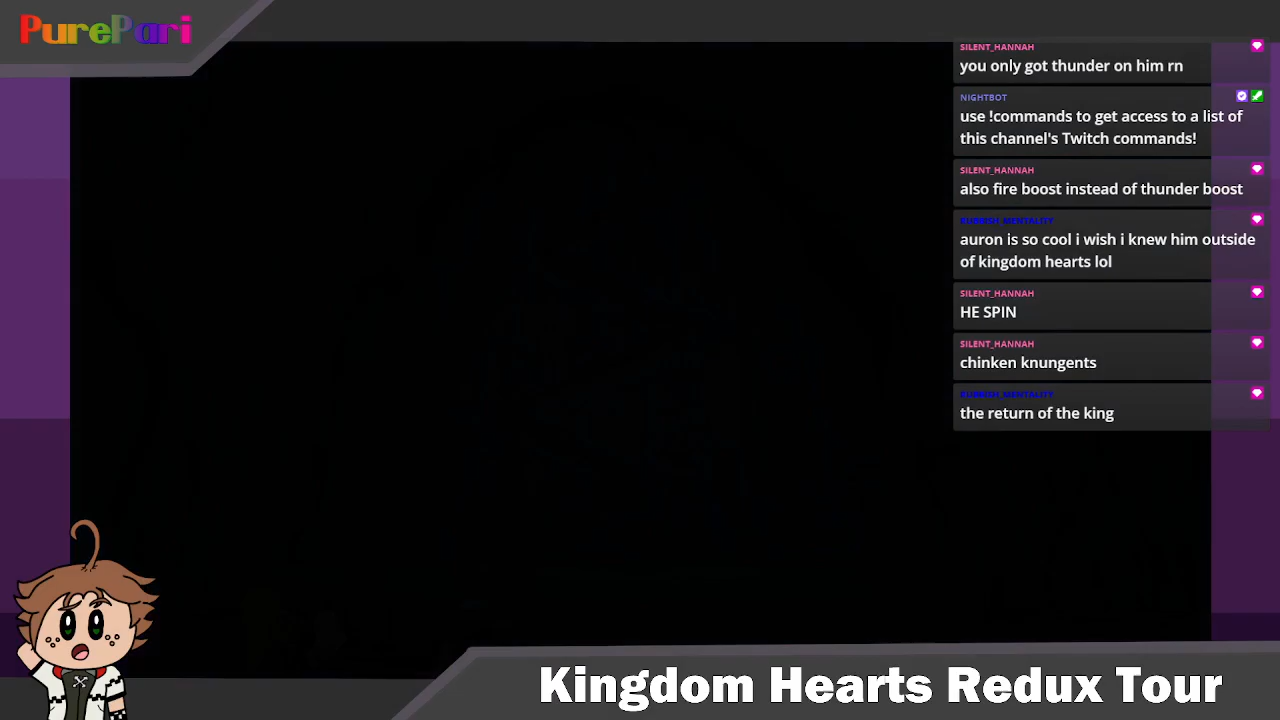 PurePari
SILENT_HANNAH
you only got thunder on him rn
NIGHTBOT
use !commands to get access to a list of
this channel's Twitch commands!
SILENT_HANNAH
also fire boost instead of thunder boost
RUBBISH_MENTALITY
auron is so cool i wish i knew him outside
of kingdom hearts lol
SILENT_HANNAH
HE SPIN
SILENT_HANNAH
chinken knungents
RUBBISH_MENTALITY
the return of the king
Kingdom Hearts Redux Tour